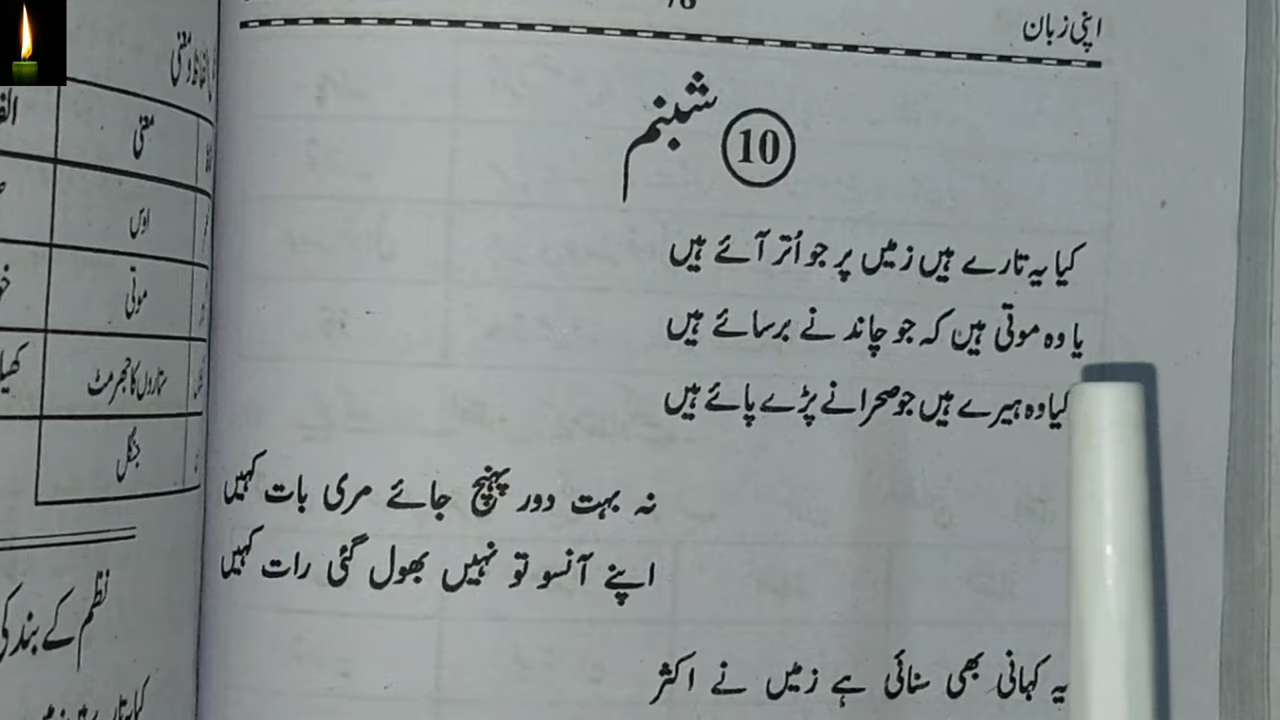 اپنی زبان
10 شبنم
کیا یہ تارے ہیں زمیں پر جو اُتر آئے ہیں
یا وہ موتی ہیں کہ جو چاند نے برسائے ہیں
کیا وہ ہیرے ہیں جو صحرا نے پڑے پائے ہیں
نہ بہت دور پہنچ جائے مری بات کہیں
اپنے آنسو تو نہیں بھول گئی رات کہیں
یہ کہانی بھی سنائی ہے زمیں نے اکثر
معنی
اوس
موتی
ستاروں کا جھرمٹ
جنگل
نظم کے بند کی